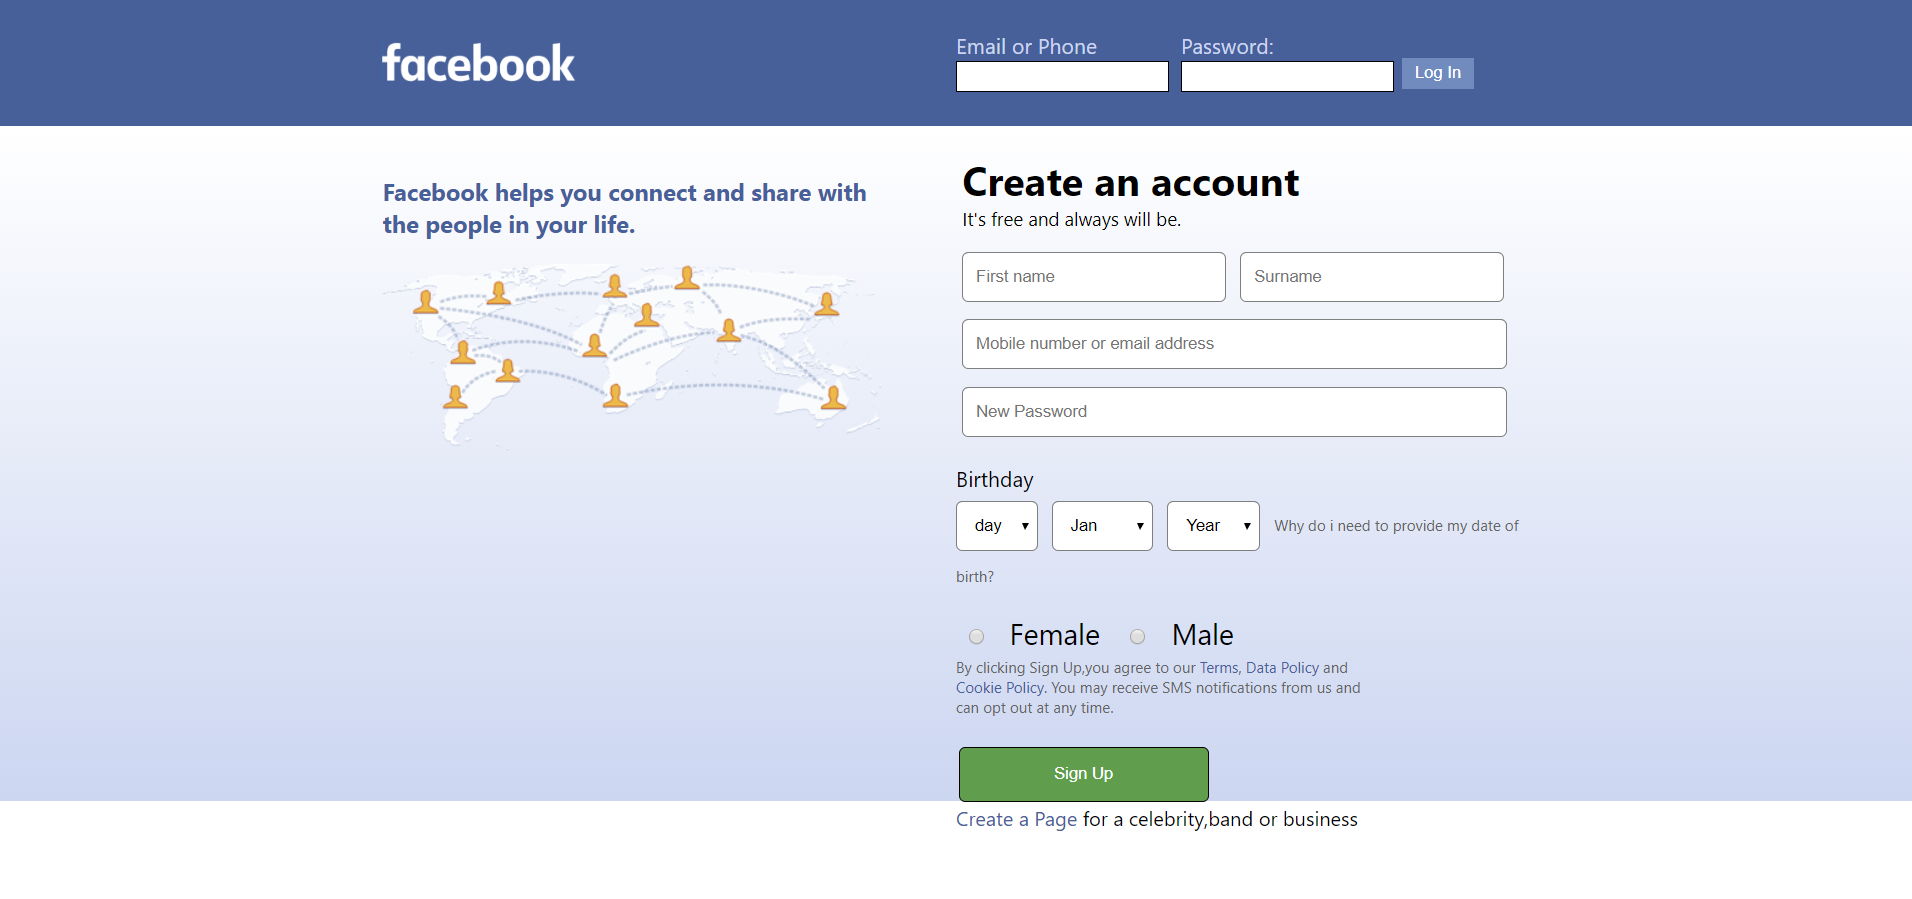 facebook
Email or Phone
Password:
Log In
Facebook helps you connect and share with
the people in your life.
Create an account
It's free and always will be.
First name
Surname
Mobile number or email address
New Password
Birthday
day
Jan
Year
Why do i need to provide my date of
birth?
Female
Male
By clicking Sign Up,you agree to our Terms, Data Policy and
Cookie Policy. You may receive SMS notifications from us and
can opt out at any time.
Sign Up
Create a Page for a celebrity,band or business